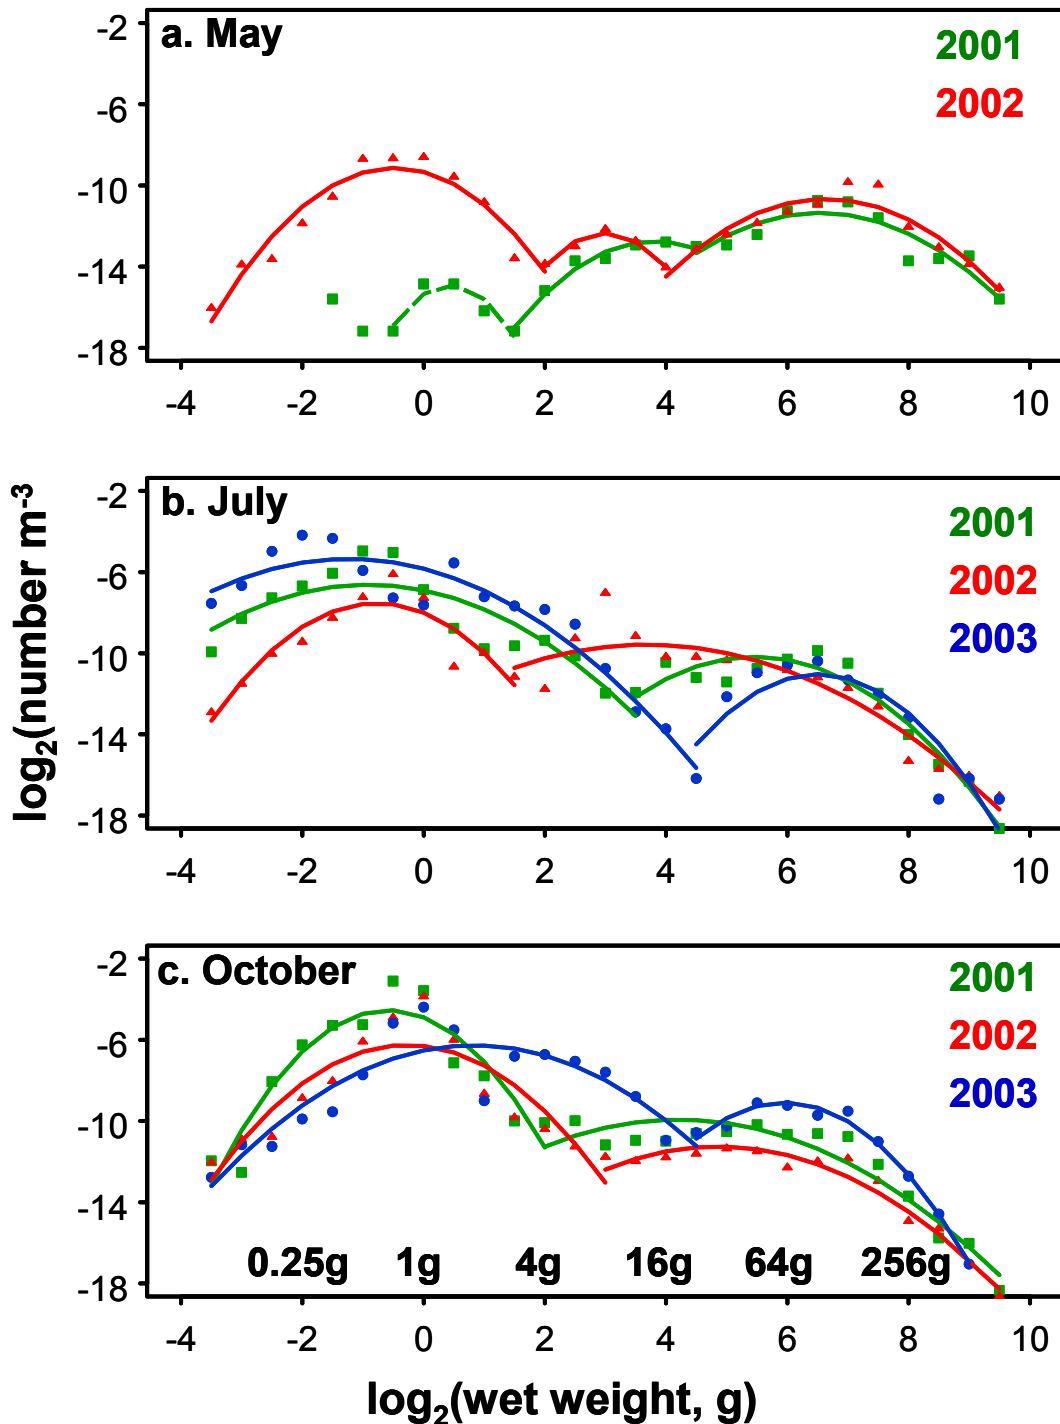 a. May
2001
2002
-2
-6
-10
-14
-18
-4 -2 0 2 4 6 8 10
b. July
2001
2002
2003
-2
-6
-10
-14
-18
-4 -2 0 2 4 6 8 10
log₂(number m⁻³
c. October
2001
2002
2003
-2
-6
-10
-14
-18
0.25g 1g 4g 16g 64g 256g
-4 -2 0 2 4 6 8 10
log₂(wet weight, g)